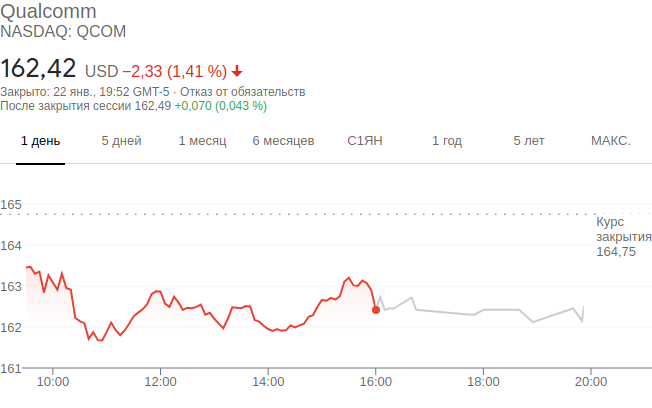 Qualcomm
NASDAQ: QCOM
162,42 USD −2,33 (1,41 %)
Закрыто: 22 янв., 19:52 GMT-5 · Отказ от обязательств
После закрытия сессии 162,49 +0,070 (0,043 %)
1 день 5 дней 1 месяц 6 месяцев С1ЯН 1 год 5 лет МАКС.
165
Курс
закрытия
164,75
164
163
162
161
10:00 12:00 14:00 16:00 18:00 20:00